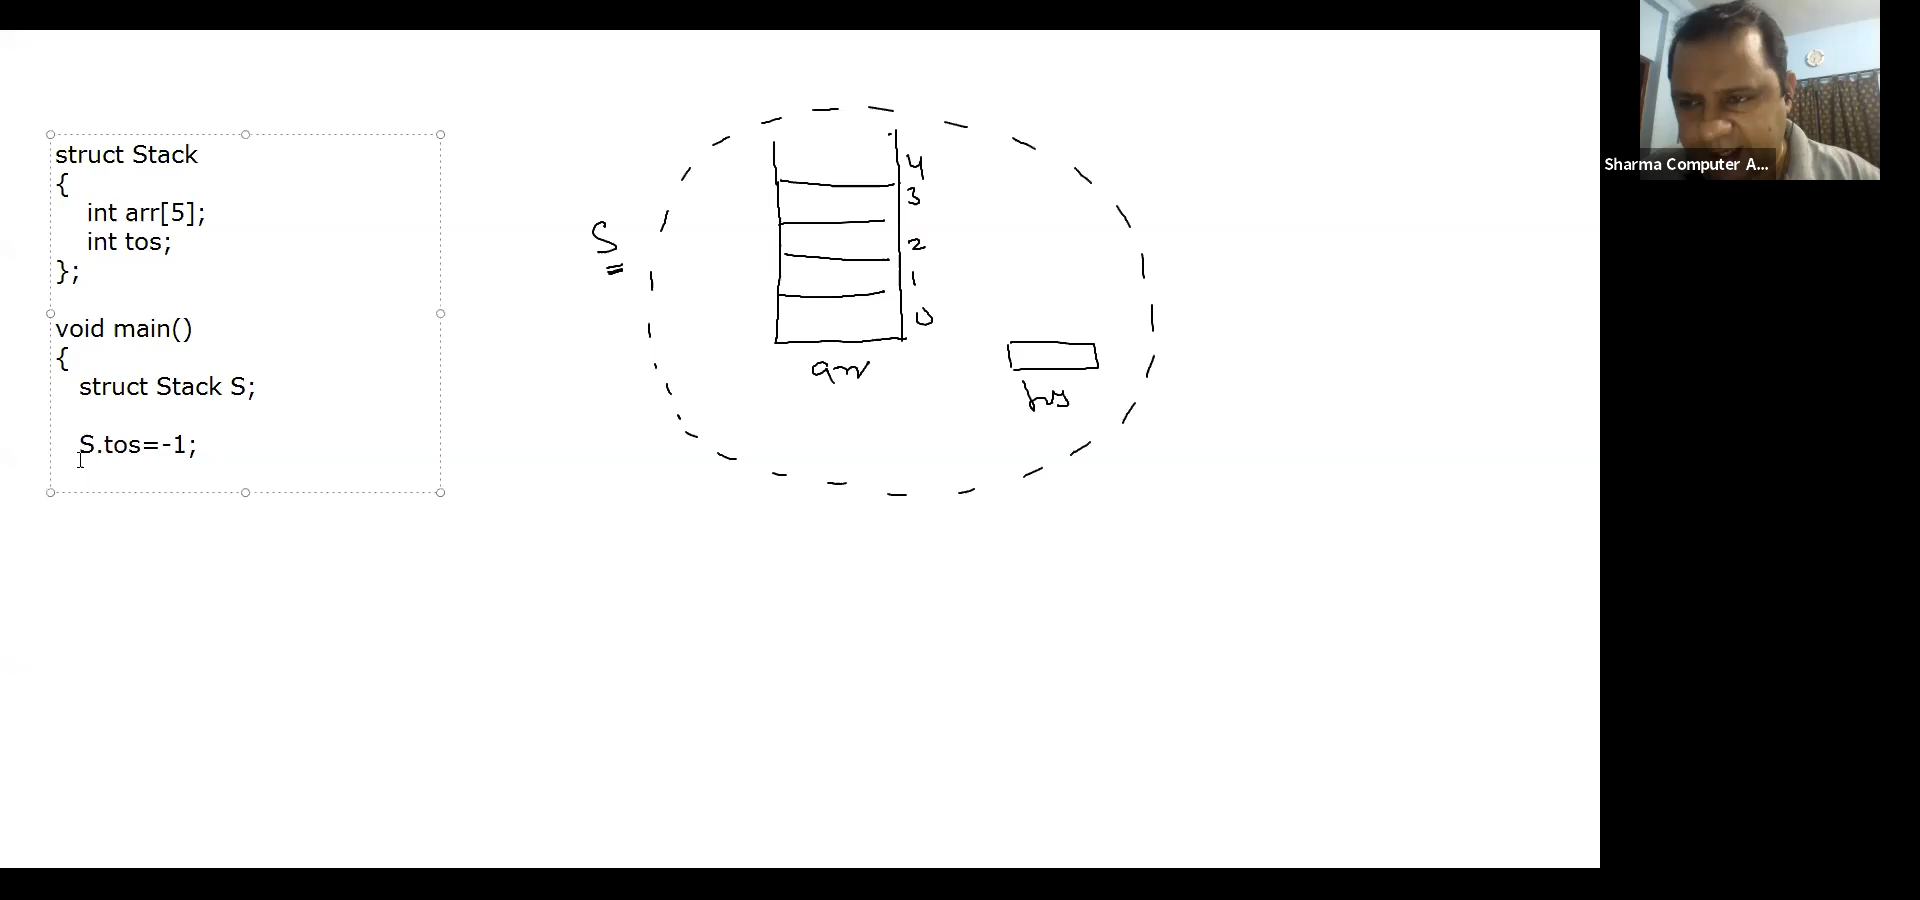 struct Stack
{
int arr[5];
int tos;
};
void main()
{
struct Stack S;
S.tos=-1;
S
4
3
2
1
0
arr
tos
Sharma Computer A...